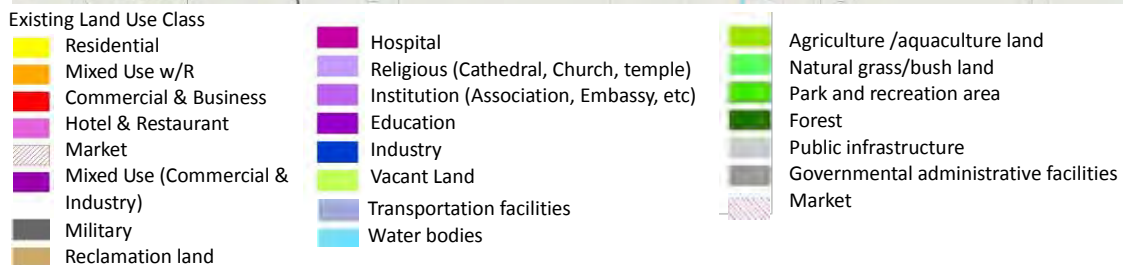 Existing Land Use Class
Residential
Mixed Use w/R
Commercial & Business
Hotel & Restaurant
Market
Mixed Use (Commercial &
Industry)
Military
Reclamation land
Hospital
Religious (Cathedral, Church, temple)
Institution (Association, Embassy, etc)
Education
Industry
Vacant Land
Transportation facilities
Water bodies
Agriculture /aquaculture land
Natural grass/bush land
Park and recreation area
Forest
Public infrastructure
Governmental administrative facilities
Market